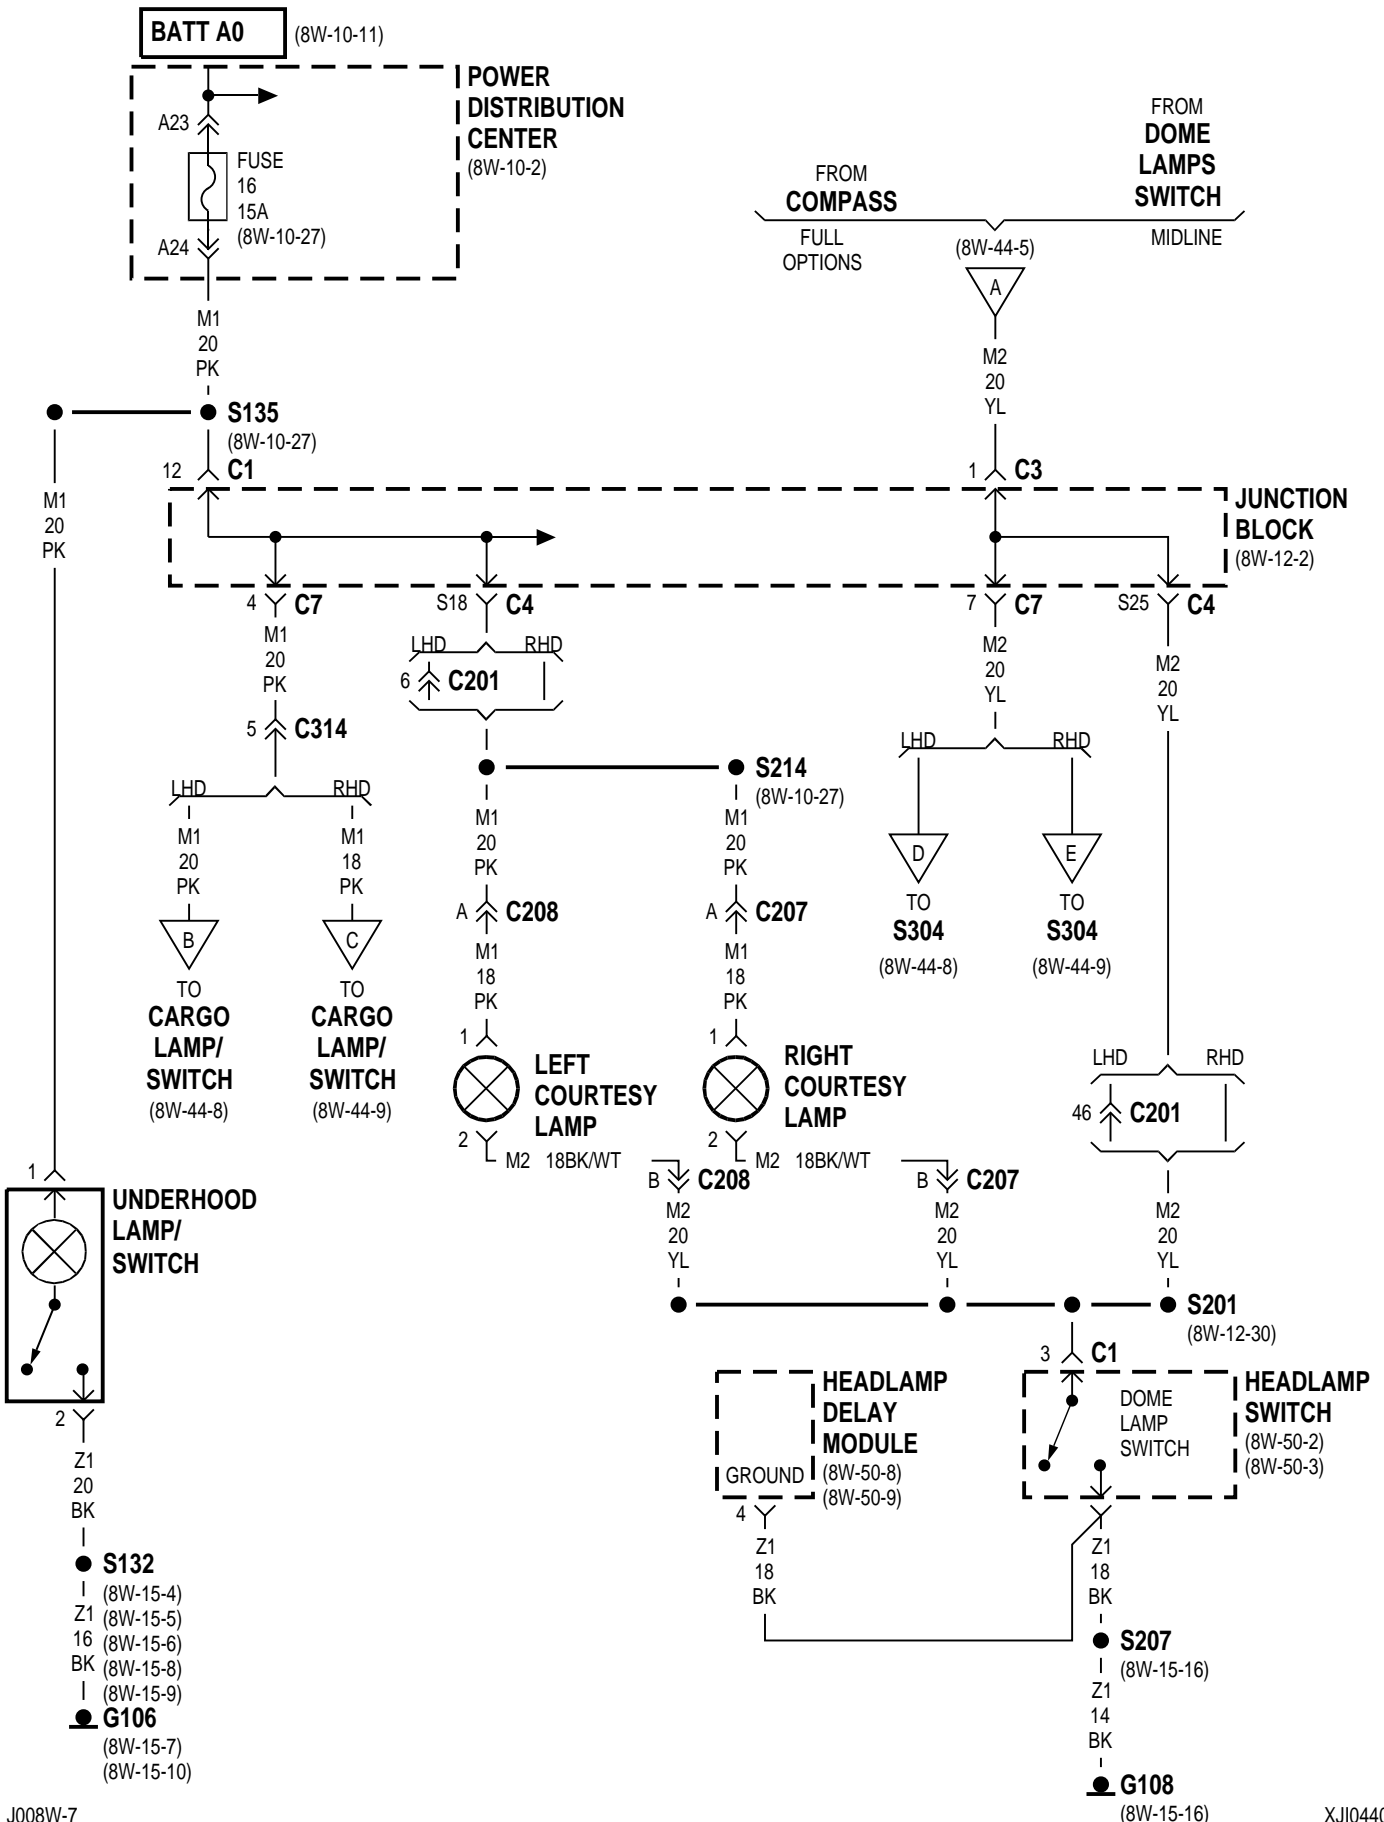 BATT A0
(8W-10-11)
POWER
DISTRIBUTION
CENTER
(8W-10-2)
A23
FUSE
16
15A
(8W-10-27)
A24
FROM
COMPASS
FROM
DOME
LAMPS
SWITCH
FULL
OPTIONS
(8W-44-5)
MIDLINE
A
M1
20
PK
M2
20
YL
S135
(8W-10-27)
12
C1
1
C3
M1
20
PK
JUNCTION
BLOCK
(8W-12-2)
4
C7
S18
C4
7
C7
S25
C4
M1
20
PK
LHD
RHD
6
C201
M2
20
YL
M2
20
YL
5
C314
LHD
RHD
S214
(8W-10-27)
LHD
RHD
M1
20
PK
M1
18
PK
M1
20
PK
M1
20
PK
D
E
TO
S304
(8W-44-8)
TO
S304
(8W-44-9)
A
C208
A
C207
B
C
TO
CARGO
LAMP/
SWITCH
(8W-44-8)
TO
CARGO
LAMP/
SWITCH
(8W-44-9)
M1
18
PK
M1
18
PK
1
LEFT
COURTESY
LAMP
2
1
RIGHT
COURTESY
LAMP
2
LHD
RHD
46
C201
M2 18BK/WT
B
C208
M2 18BK/WT
B
C207
1
UNDERHOOD
LAMP/
SWITCH
M2
20
YL
M2
20
YL
M2
20
YL
S201
(8W-12-30)
3
C1
HEADLAMP
DELAY
MODULE
(8W-50-8)
(8W-50-9)
GROUND
4
DOME
LAMP
SWITCH
HEADLAMP
SWITCH
(8W-50-2)
(8W-50-3)
2
Z1
20
BK
Z1
18
BK
Z1
18
BK
S132
(8W-15-4)
(8W-15-5)
(8W-15-6)
(8W-15-8)
(8W-15-9)
Z1
16
BK
G106
(8W-15-7)
(8W-15-10)
S207
(8W-15-16)
Z1
14
BK
G108
(8W-15-16)
J008W-7
XJI0440